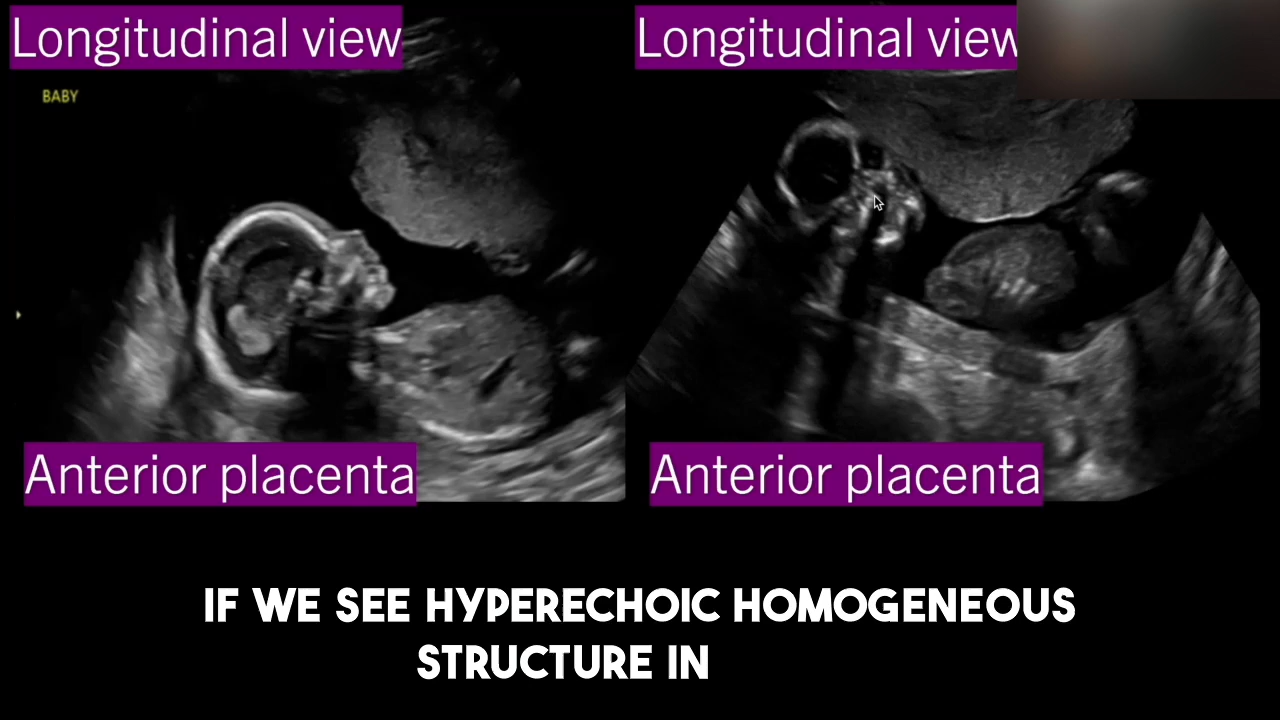 Longitudinal view
Longitudinal view
BABY
Anterior placenta
Anterior placenta
IF WE SEE HYPERECHOIC HOMOGENEOUS
STRUCTURE IN